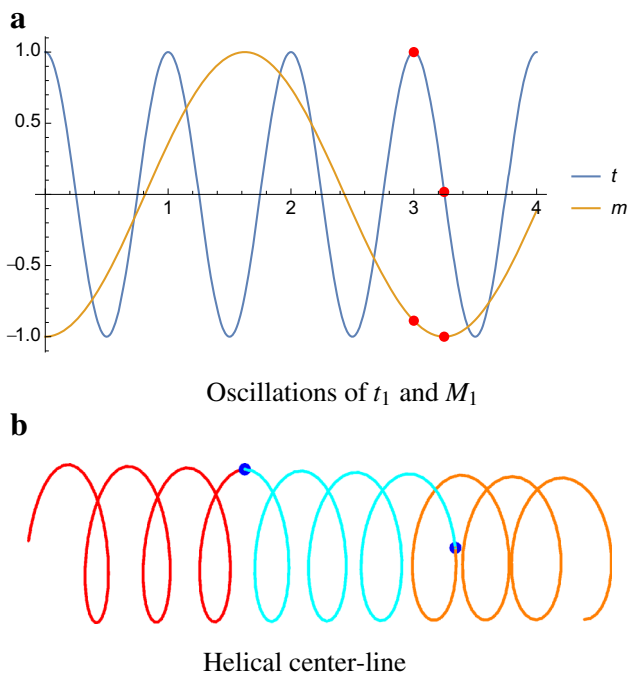 a
1.0
0.5
−0.5
−1.0
1 2 3 4
t
m
Oscillations of t₁ and M₁
b
Helical center-line